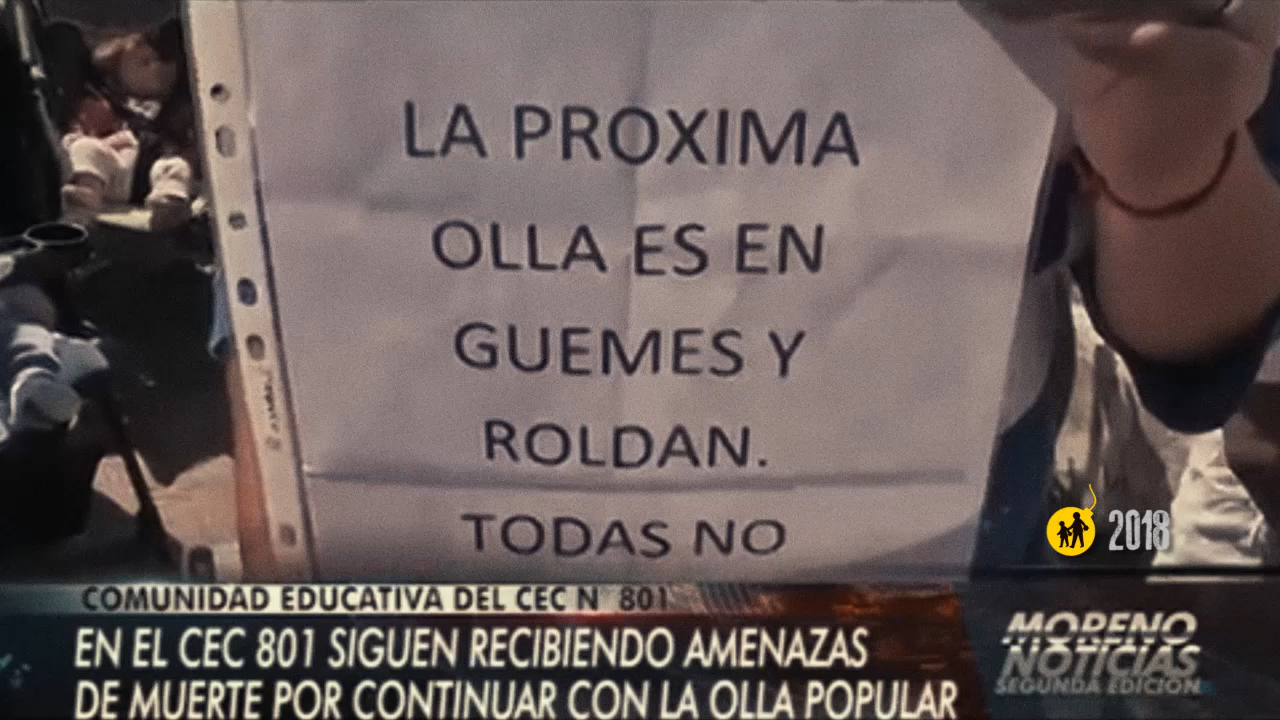 LA PROXIMA
OLLA ES EN
GUEMES Y
ROLDAN.
TODAS NO
2018
COMUNIDAD EDUCATIVA DEL CEC N° 801
EN EL CEC 801 SIGUEN RECIBIENDO AMENAZAS
DE MUERTE POR CONTINUAR CON LA OLLA POPULAR
MORENO
NOTICIAS
SEGUNDA EDICION